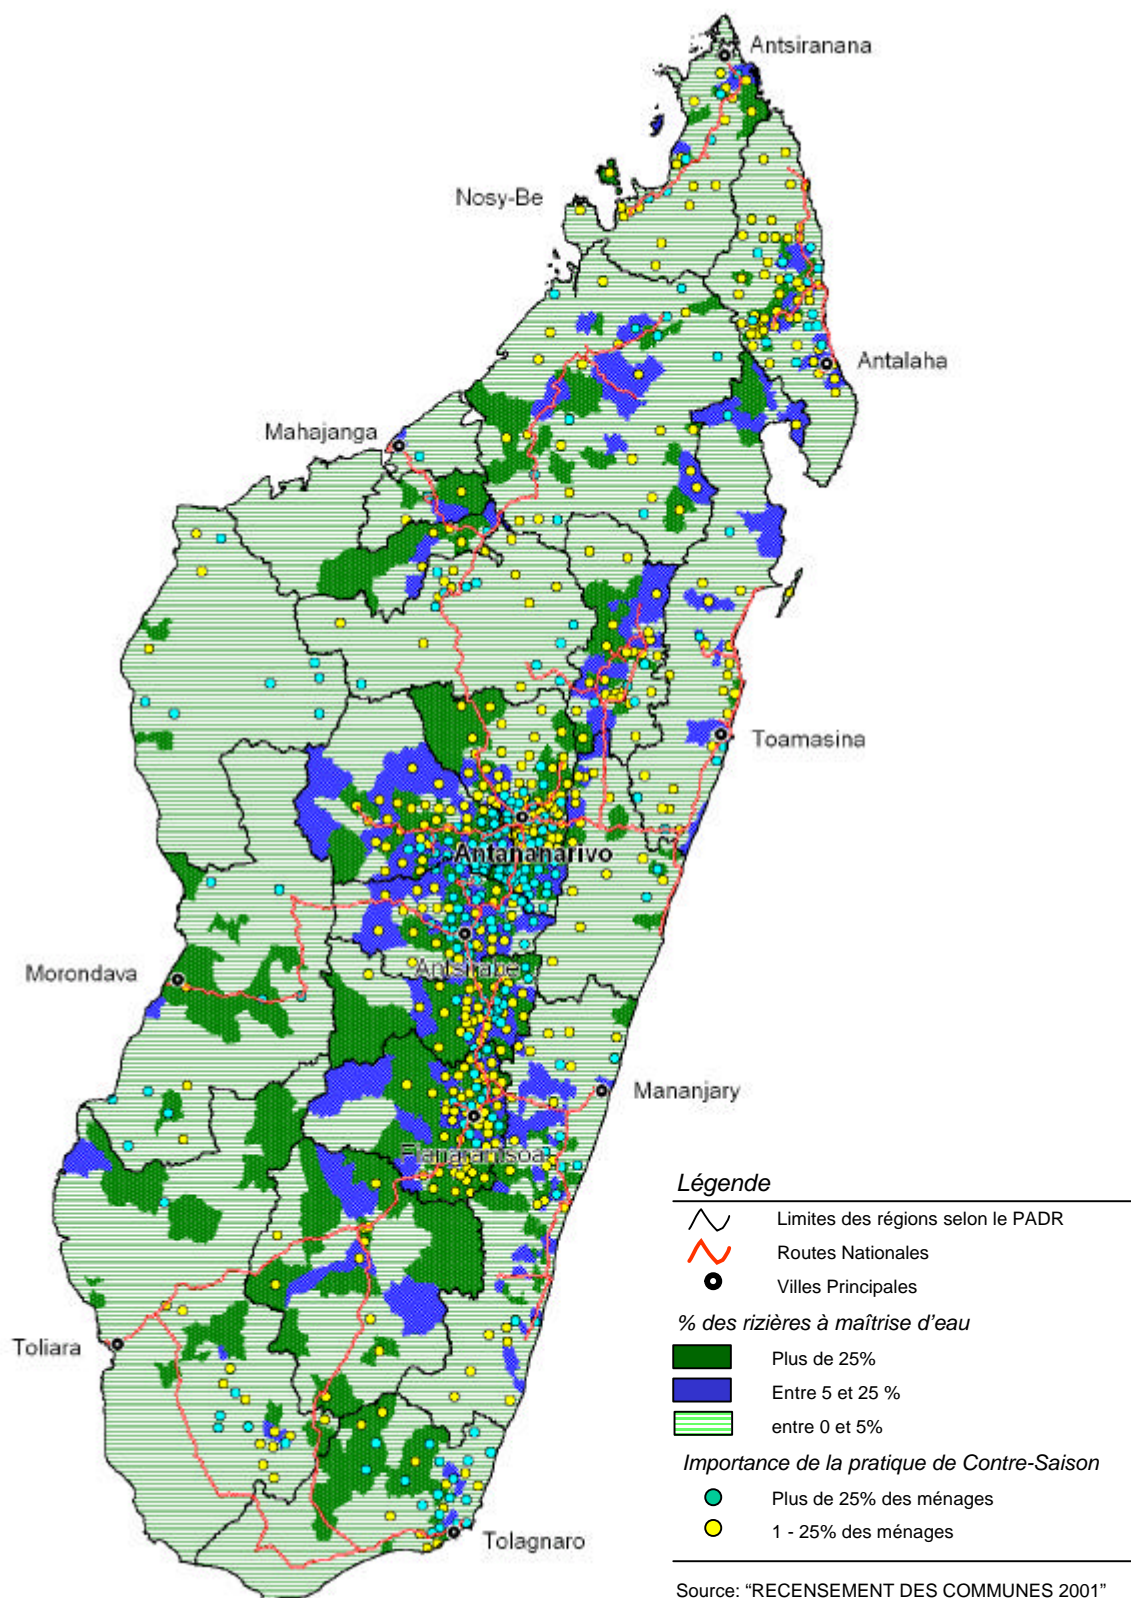 Antsiranana
Nosy-Be
Antalaha
Mahajanga
Toamasina
Antananarivo
Antsirabe
Morondava
Mananjary
Fianarantsoa
Toliara
Tolagnaro
Légende
Limites des régions selon le PADR
Routes Nationales
Villes Principales
% des rizières à maîtrise d'eau
Plus de 25%
Entre 5 et 25 %
entre 0 et 5%
Importance de la pratique de Contre-Saison
Plus de 25% des ménages
1 - 25% des ménages
Source: “RECENSEMENT DES COMMUNES 2001”